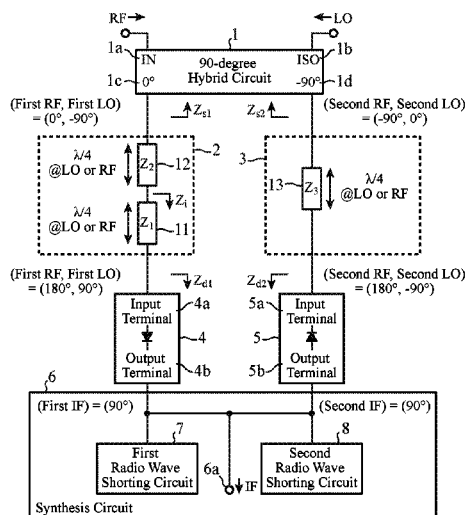 RF
LO
1
1a
IN
ISO
1b
90-degree
Hybrid Circuit
1c
0°
-90°
1d
(First RF, First LO)
= (0°, -90°)
Zs1
Zs2
(Second RF, Second LO)
= (-90°, 0°)
2
3
λ/4
@LO or RF
Z2
12
Zi
λ/4
@LO or RF
Z1
11
13
Z3
λ/4
@LO or RF
(First RF, First LO)
= (180°, 90°)
Zd1
Zd2
(Second RF, Second LO)
= (180°, -90°)
Input
Terminal
4a
4
Output
Terminal
4b
5a
Input
Terminal
5
5b
Output
Terminal
6
(First IF) = (90°)
(Second IF) = (90°)
7
First
Radio Wave
Shorting Circuit
6a
IF
8
Second
Radio Wave
Shorting Circuit
Synthesis Circuit